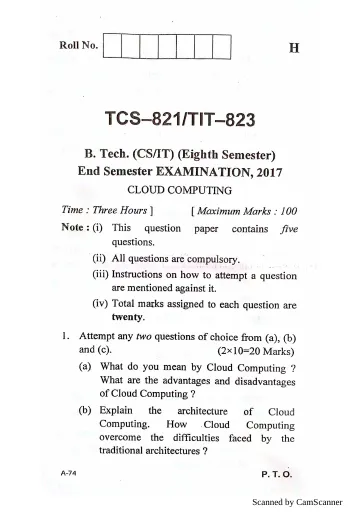 Roll No.
H
TCS–821/TIT–823
B. Tech. (CS/IT) (Eighth Semester)
End Semester EXAMINATION, 2017
CLOUD COMPUTING
Time : Three Hours ] [ Maximum Marks : 100
Note : (i) This question paper contains five
questions.
(ii) All questions are compulsory.
(iii) Instructions on how to attempt a question
are mentioned against it.
(iv) Total marks assigned to each question are
twenty.
1. Attempt any two questions of choice from (a), (b)
and (c). (2×10=20 Marks)
(a) What do you mean by Cloud Computing ?
What are the advantages and disadvantages
of Cloud Computing ?
(b) Explain the architecture of Cloud
Computing. How Cloud Computing
overcome the difficulties faced by the
traditional architectures ?
A-74 P. T. O.
Scanned by CamScanner